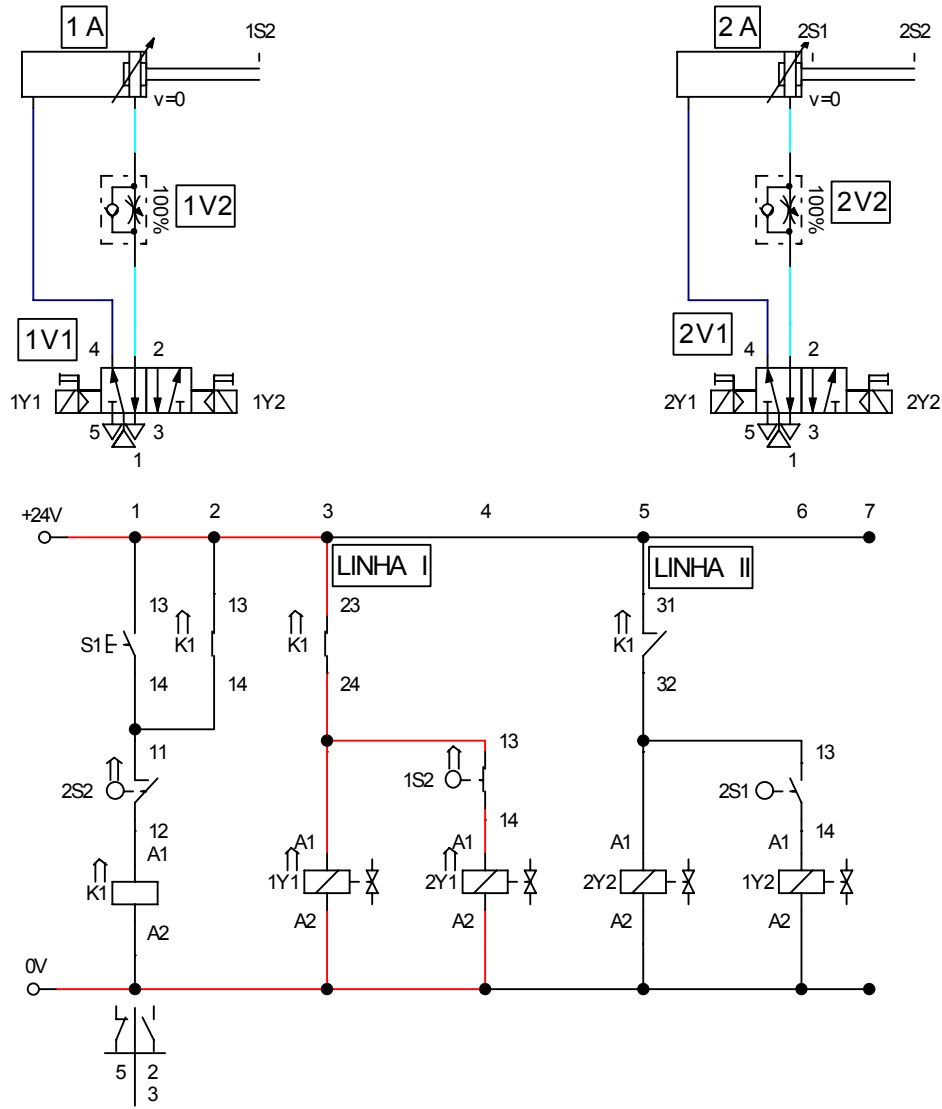 1 A
1S2
2 A
2S1
2S2
v=0
v=0
100%
1V2
100%
2V2
1V1
4
2
2V1
4
2
1Y1
1Y2
2Y1
2Y2
5
3
1
5
3
1
+24V
1
2
3
4
5
6
7
LINHA I
LINHA II
13
13
23
31
S1
K1
K1
K1
14
14
24
32
11
13
13
2S2
1S2
2S1
12
14
14
A1
A1
A1
A1
A1
K1
1Y1
2Y1
2Y2
1Y2
A2
A2
A2
A2
A2
0V
5
2
3